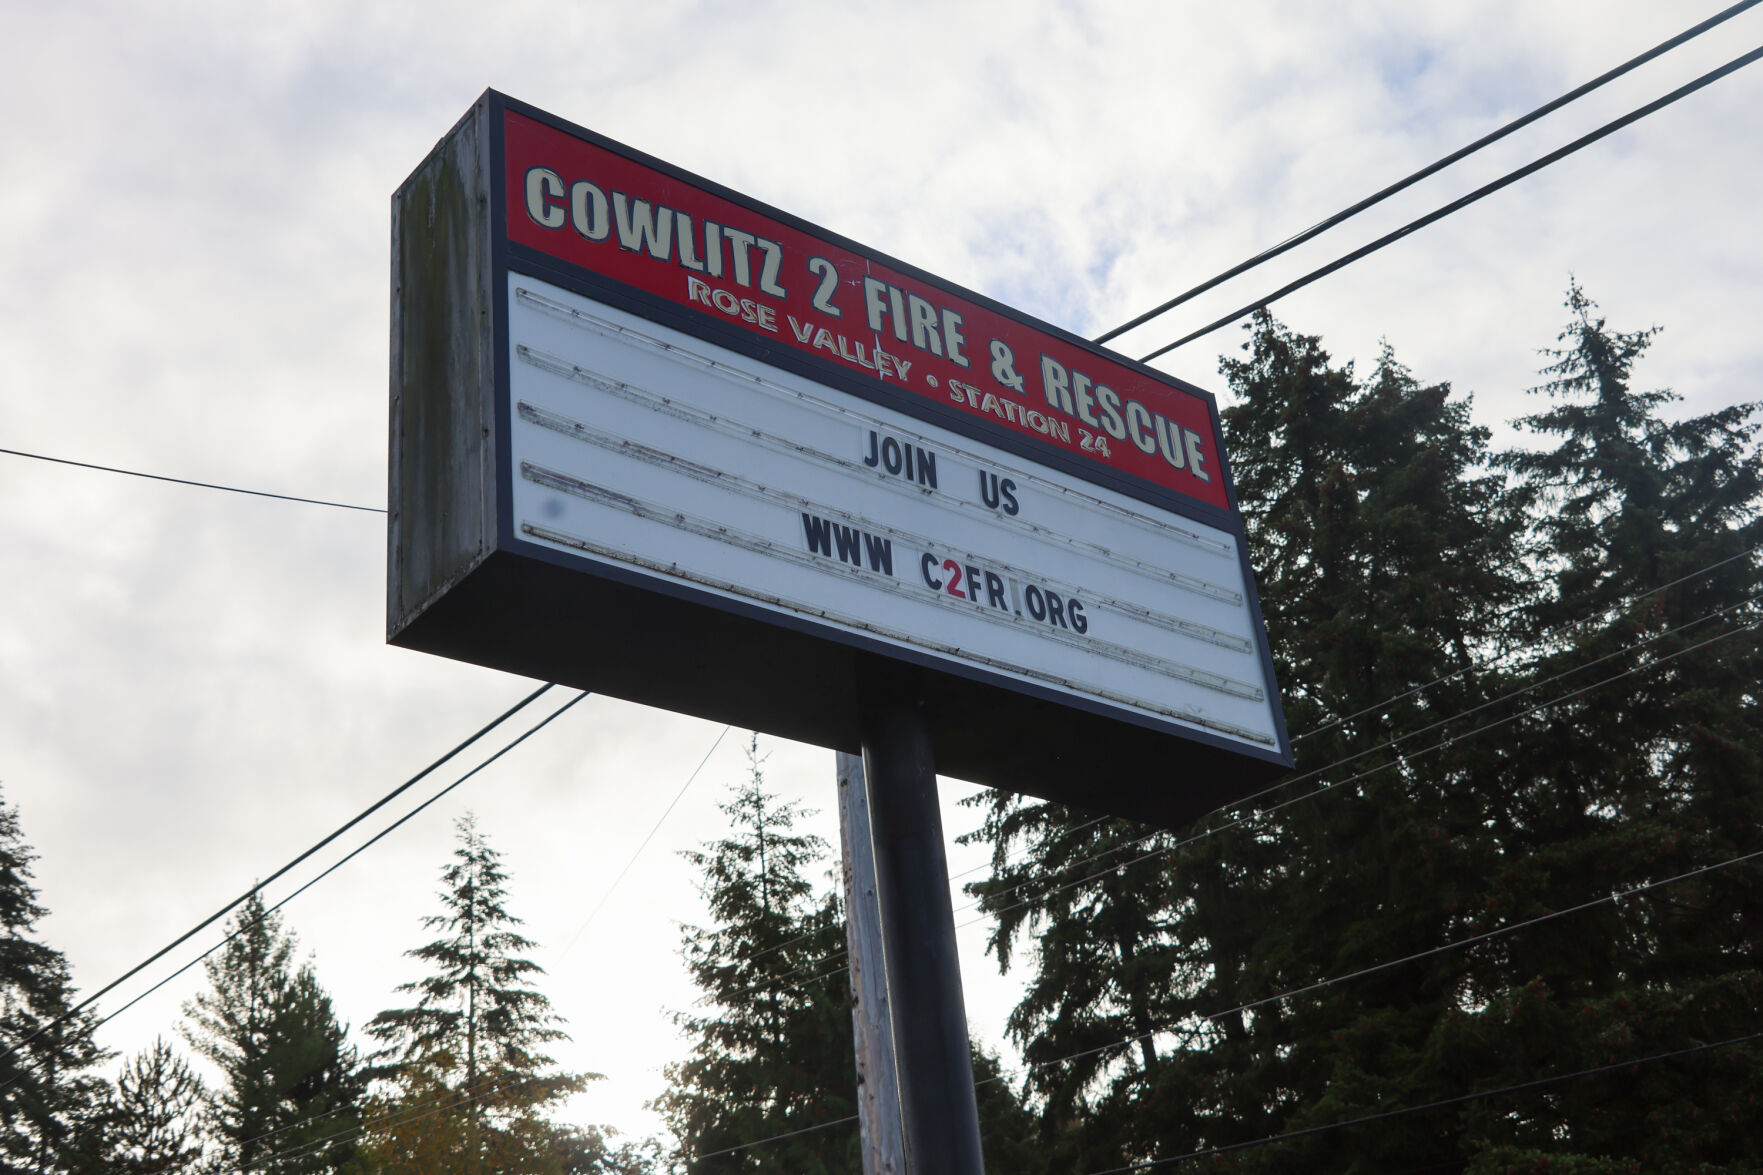 COWLITZ 2 FIRE & RESCUE
ROSE VALLEY • STATION 24
JOIN US
WWW C2FR.ORG